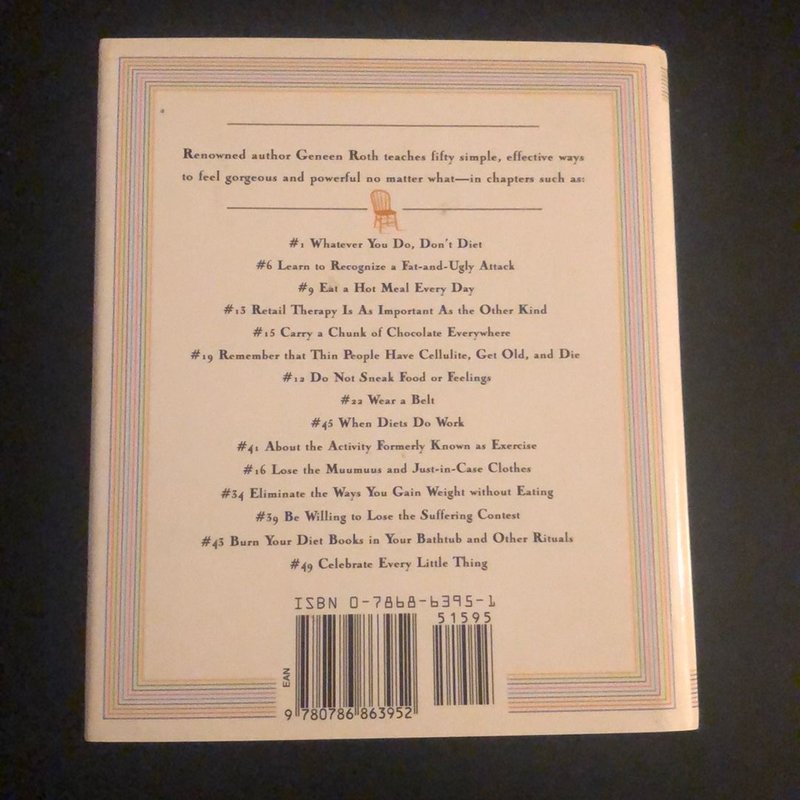 Renowned author Geneen Roth teaches fifty simple, effective ways
to feel gorgeous and powerful no matter what—in chapters such as:
#1 Whatever You Do, Don't Diet
#6 Learn to Recognize a Fat-and-Ugly Attack
#9 Eat a Hot Meal Every Day
#13 Retail Therapy Is As Important As the Other Kind
#15 Carry a Chunk of Chocolate Everywhere
#19 Remember that Thin People Have Cellulite, Get Old, and Die
#12 Do Not Sneak Food or Feelings
#22 Wear a Belt
#45 When Diets Do Work
#41 About the Activity Formerly Known as Exercise
#16 Lose the Muumuus and Just-in-Case Clothes
#34 Eliminate the Ways You Gain Weight without Eating
#39 Be Willing to Lose the Suffering Contest
#43 Burn Your Diet Books in Your Bathtub and Other Rituals
#49 Celebrate Every Little Thing
ISBN 0-7868-6395-1
51595
EAN
9 780786 863952